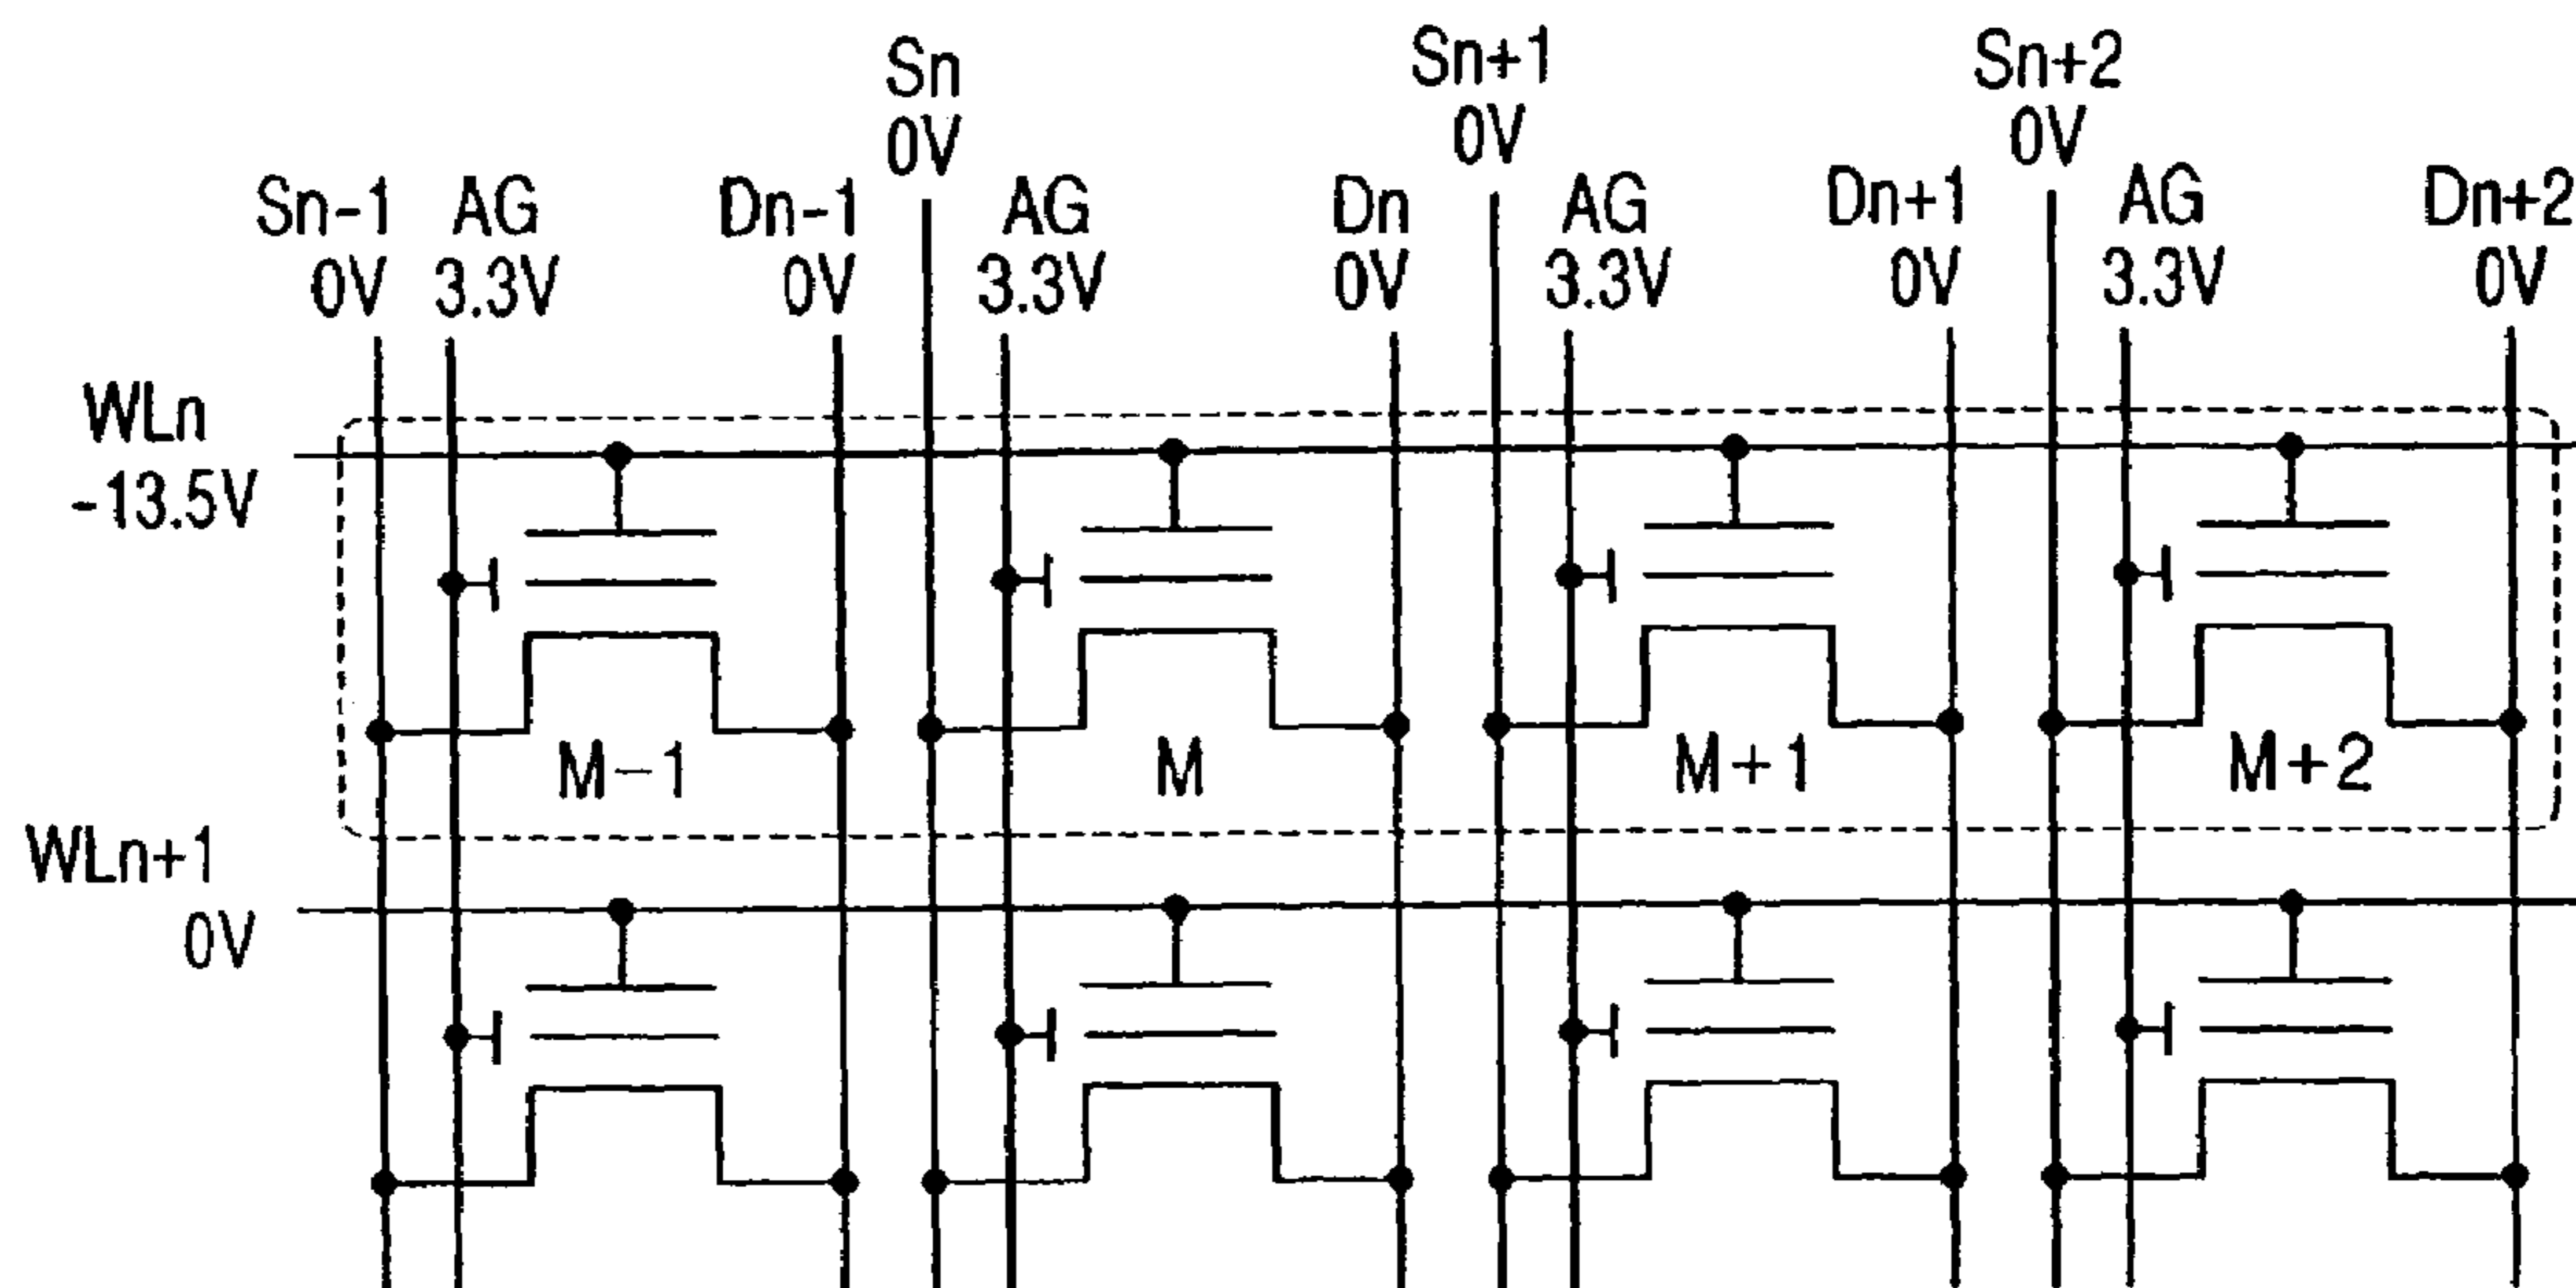 Sn
0V
Sn+1
0V
Sn+2
0V
Sn-1 AG Dn-1 AG Dn AG Dn+1 AG Dn+2
0V 3.3V 0V 3.3V 0V 3.3V 0V 3.3V 0V
WLn
-13.5V
M-1 M M+1 M+2
WLn+1
0V